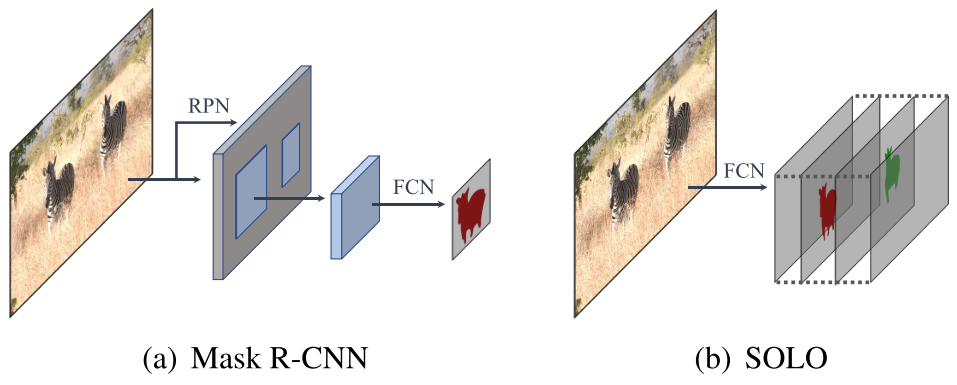 RPN
FCN
FCN
(a) Mask R-CNN
(b) SOLO